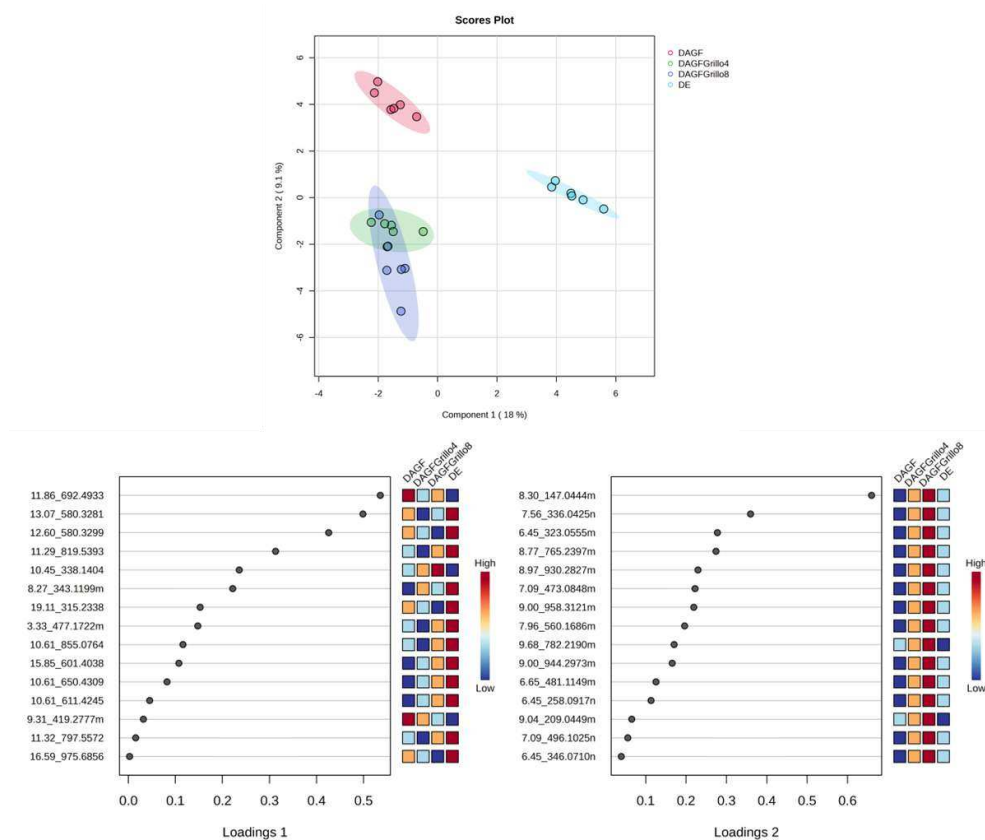 Scores Plot
DAGF
DAGFGrillo4
DAGFGrillo8
DE
Component 2 ( 9.1 %)
6
4
2
0
-2
-4
-6
-4 -2 0 2 4 6
Component 1 ( 18 %)
DAGF DAGFGrillo4 DAGFGrillo8 DE
11.86_692.4933
13.07_580.3281
12.60_580.3299
11.29_819.5393
10.45_338.1404
8.27_343.1199m
19.11_315.2338
3.33_477.1722m
10.61_855.0764
15.85_601.4038
10.61_650.4309
10.61_611.4245
9.31_419.2777m
11.32_797.5572
16.59_975.6856
High
Low
0.0 0.1 0.2 0.3 0.4 0.5
Loadings 1
DAGF DAGFGrillo4 DAGFGrillo8 DE
8.30_147.0444m
7.56_336.0425n
6.45_323.0555m
8.77_765.2397m
8.97_930.2827m
7.09_473.0848m
9.00_958.3121m
7.96_560.1686m
9.68_782.2190m
9.00_944.2973m
6.65_481.1149m
6.45_258.0917n
9.04_209.0449m
7.09_496.1025n
6.45_346.0710n
High
Low
0.1 0.2 0.3 0.4 0.5 0.6
Loadings 2